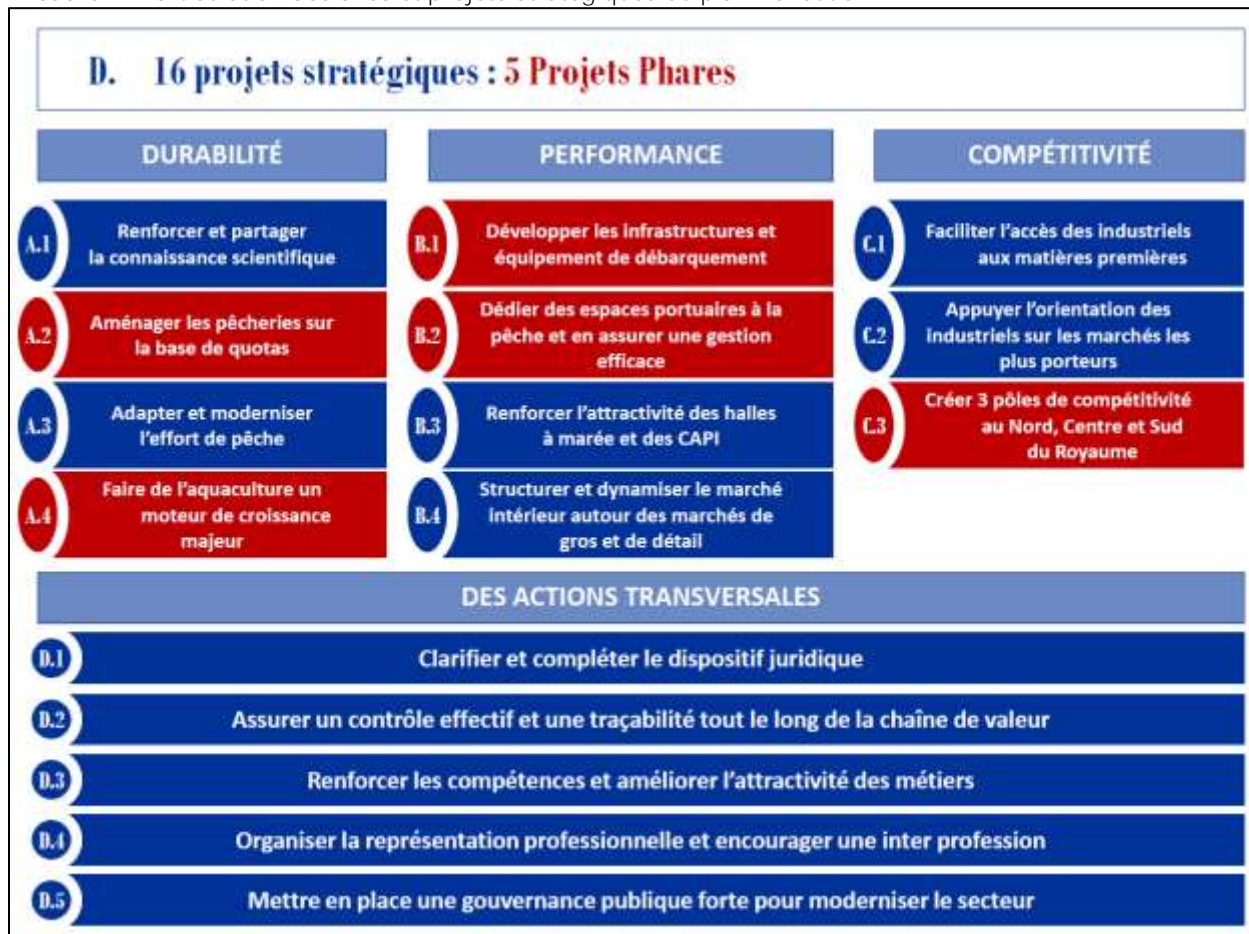 D. 16 projets stratégiques : 5 Projets Phares
DURABILITÉ
A.1
Renforcer et partager
la connaissance scientifique
A.2
Aménager les pêcheries sur
la base de quotas
A.3
Adapter et moderniser
l'effort de pêche
A.4
Faire de l'aquaculture un
moteur de croissance
majeur
PERFORMANCE
B.1
Développer les infrastructures et
équipement de débarquement
B.2
Dédier des espaces portuaires à la
pêche et en assurer une gestion
efficace
B.3
Renforcer l'attractivité des halles
à marée et des CAPI
B.4
Structurer et dynamiser le marché
intérieur autour des marchés de
gros et de détail
COMPÉTITIVITÉ
C.1
Faciliter l'accès des industriels
aux matières premières
C.2
Appuyer l'orientation des
industriels sur les marchés les
plus porteurs
C.3
Créer 3 pôles de compétitivité
au Nord, Centre et Sud
du Royaume
DES ACTIONS TRANSVERSALES
D.1 Clarifier et compléter le dispositif juridique
D.2 Assurer un contrôle effectif et une traçabilité tout le long de la chaîne de valeur
D.3 Renforcer les compétences et améliorer l'attractivité des métiers
D.4 Organiser la représentation professionnelle et encourager une inter profession
D.5 Mettre en place une gouvernance publique forte pour moderniser le secteur